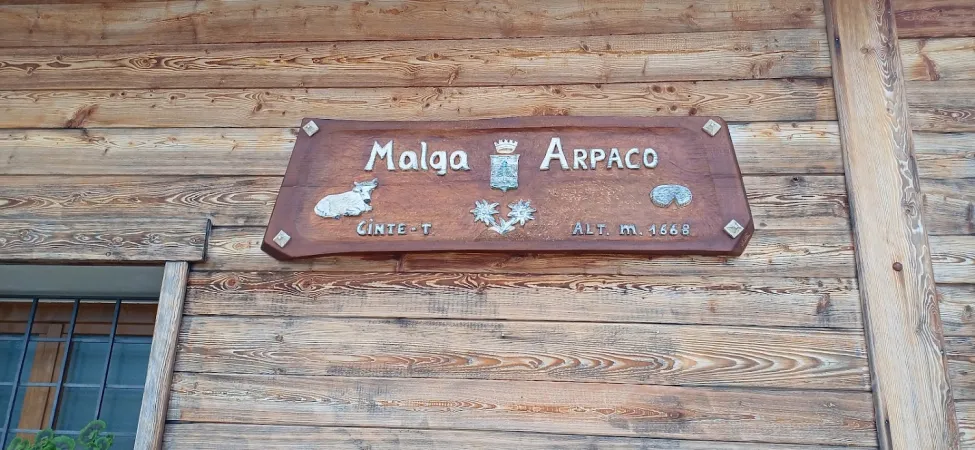 Malga ARPACO
CINTE-T ALT. m. 1668